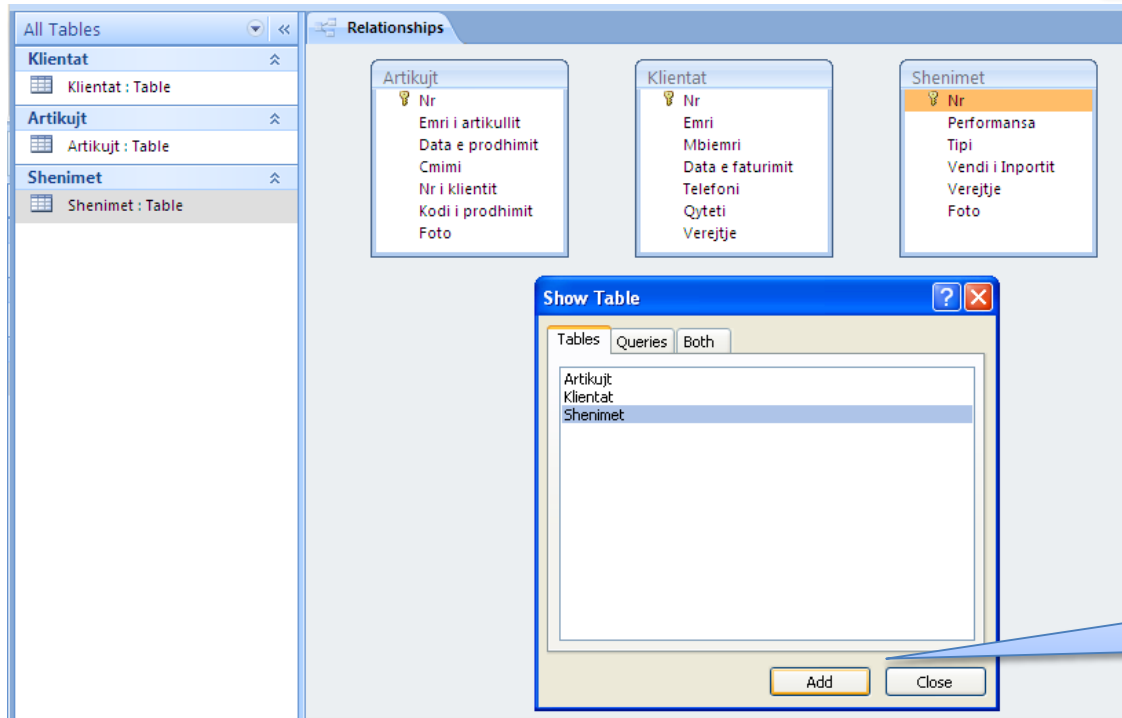 All Tables
Klientat
Klientat : Table
Artikujt
Artikujt : Table
Shenimet
Shenimet : Table
Relationships
Artikujt
Nr
Emri i artikullit
Data e prodhimit
Cmimi
Nr i klientit
Kodi i prodhimit
Foto
Klientat
Nr
Emri
Mbiemri
Data e faturimit
Telefoni
Qyteti
Verejtje
Shenimet
Nr
Performansa
Tipi
Vendi i Inportit
Verejtje
Foto
Show Table
Tables Queries Both
Artikujt
Klientat
Shenimet
Add Close